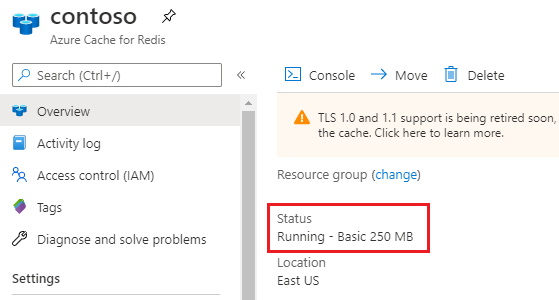 contoso
Azure Cache for Redis
Search (Ctrl+/)
«
Overview
Activity log
Access control (IAM)
Tags
Diagnose and solve problems
Settings
Console
Move
Delete
TLS 1.0 and 1.1 support is being retired soon,
the cache. Click here to learn more.
Resource group (change)
Status
Running - Basic 250 MB
Location
East US